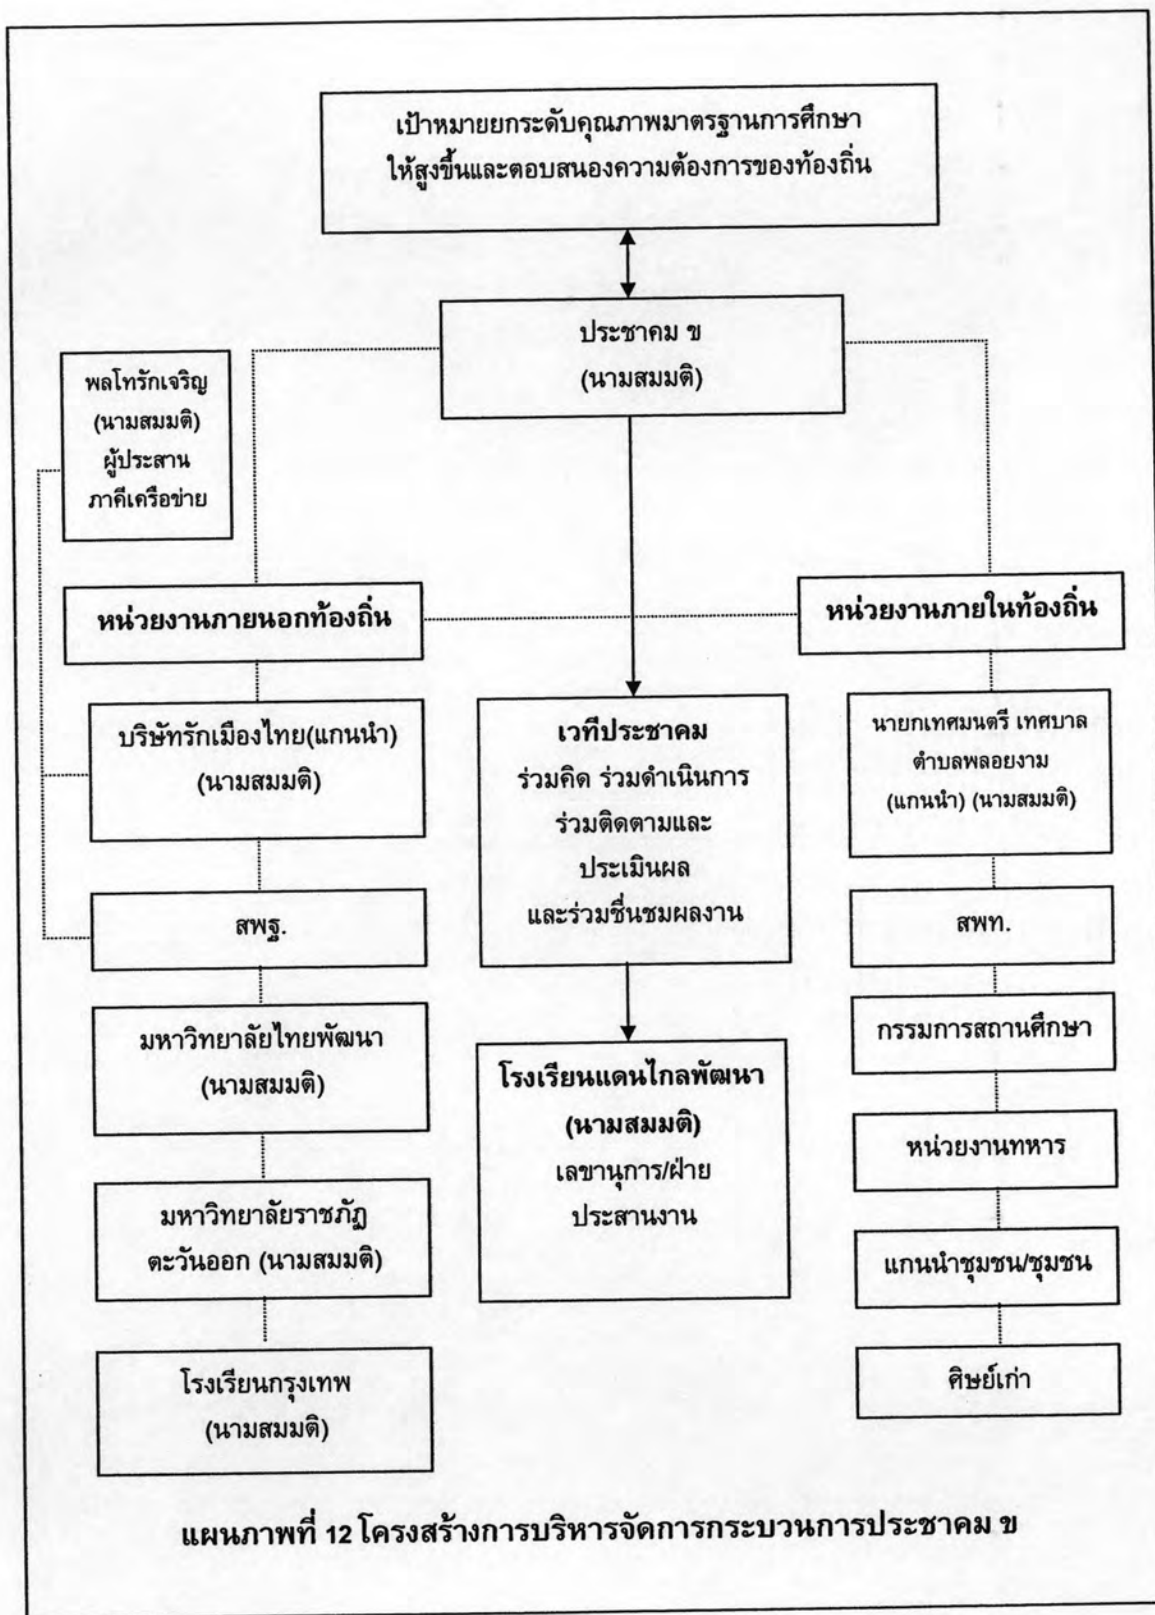 เป้าหมายยกระดับคุณภาพมาตรฐานการศึกษา
ให้สูงขึ้นและตอบสนองความต้องการของท้องถิ่น
ประชาคม ข
(นามสมมติ)
พลโทรักเจริญ
(นามสมมติ)
ผู้ประสาน
ภาคีเครือข่าย
หน่วยงานภายนอกท้องถิ่น
บริษัทรักเมืองไทย(แกนนำ)
(นามสมมติ)
สพฐ.
มหาวิทยาลัยไทยพัฒนา
(นามสมมติ)
มหาวิทยาลัยราชภัฏ
ตะวันออก (นามสมมติ)
โรงเรียนกรุงเทพ
(นามสมมติ)
เวทีประชาคม
ร่วมคิด ร่วมดำเนินการ
ร่วมติดตามและ
ประเมินผล
และร่วมชื่นชมผลงาน
โรงเรียนแดนไกลพัฒนา
(นามสมมติ)
เลขานุการ/ฝ่าย
ประสานงาน
หน่วยงานภายในท้องถิ่น
นายกเทศมนตรี เทศบาล
ตำบลพลอยงาม
(แกนนำ) (นามสมมติ)
สพท.
กรรมการสถานศึกษา
หน่วยงานทหาร
แกนนำชุมชน/ชุมชน
ศิษย์เก่า
แผนภาพที่ 12 โครงสร้างการบริหารจัดการกระบวนการประชาคม ข